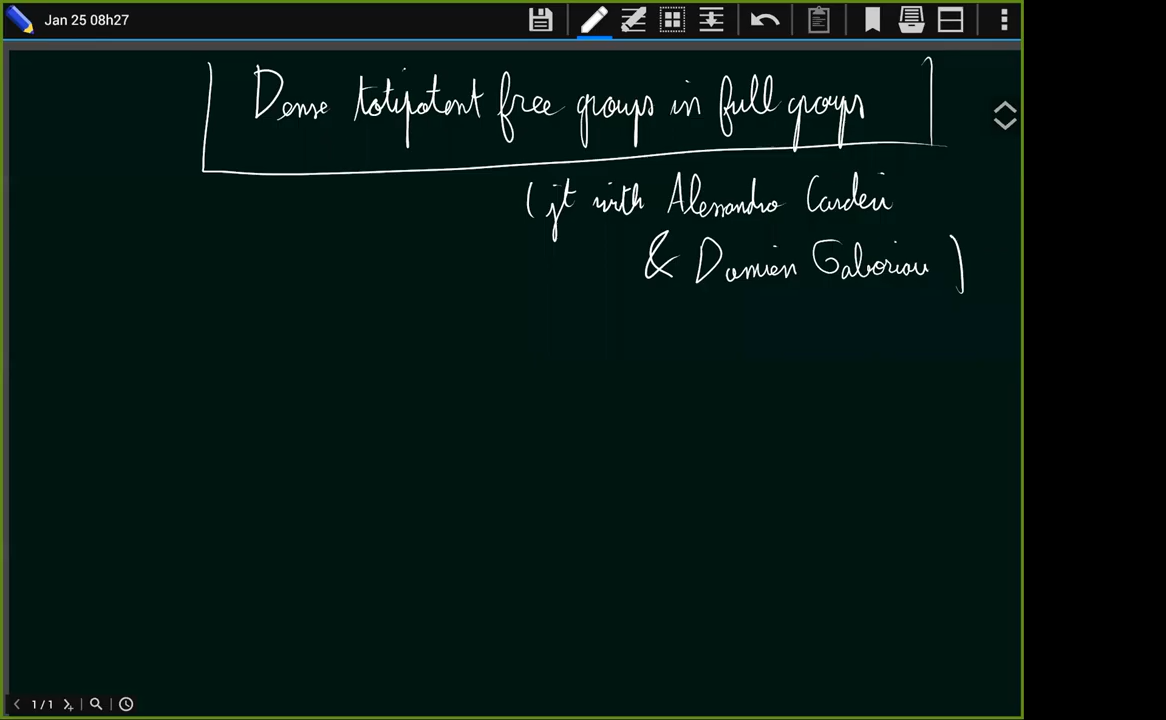 Jan 25 08h27
Dense totipotent free groups in full groups
(jt with Alessandro Carderi
& Damien Gaboriau)
1/1